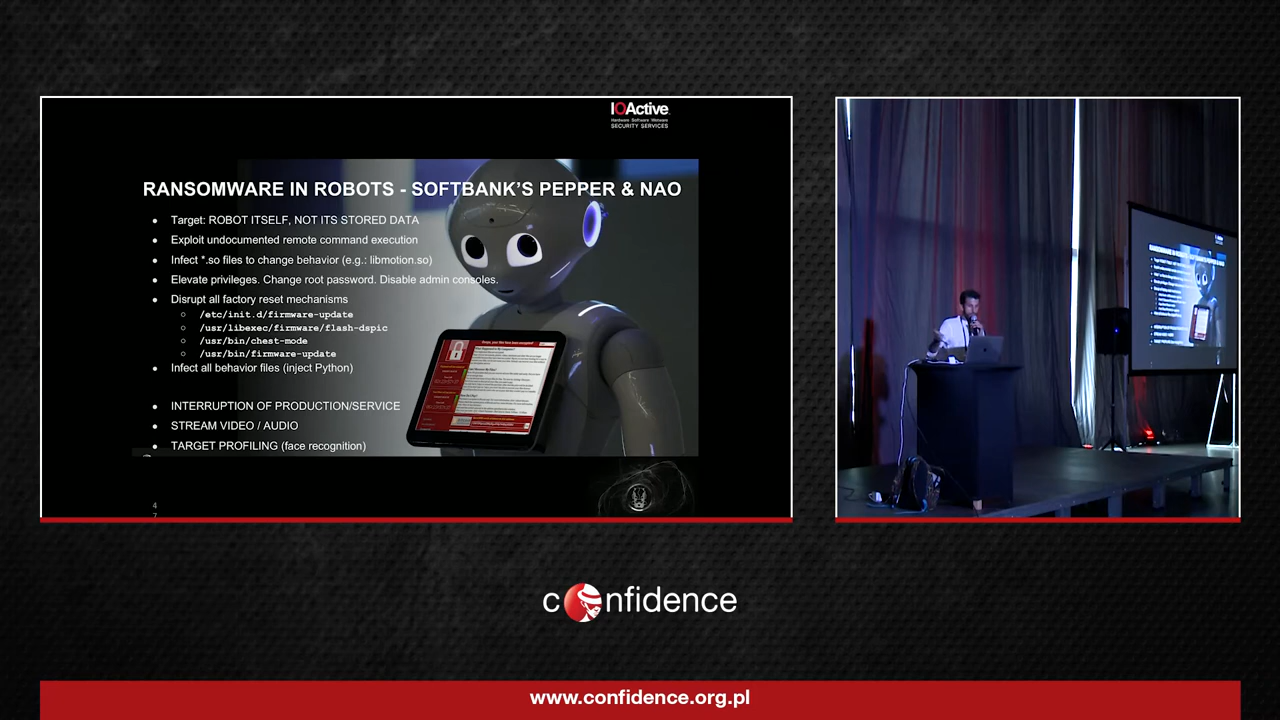 IOActive
Hardware Software Wetware
SECURITY SERVICES
RANSOMWARE IN ROBOTS - SOFTBANK'S PEPPER & NAO
● Target: ROBOT ITSELF, NOT ITS STORED DATA
● Exploit undocumented remote command execution
● Infect *.so files to change behavior (e.g.: libmotion.so)
● Elevate privileges. Change root password. Disable admin consoles.
● Disrupt all factory reset mechanisms
○ /etc/init.d/firmware-update
○ /usr/libexec/firmware/flash-dspic
○ /usr/bin/chest-mode
○ /usr/bin/firmware-update
● Infect all behavior files (inject Python)
● INTERRUPTION OF PRODUCTION/SERVICE
● STREAM VIDEO / AUDIO
● TARGET PROFILING (face recognition)
4
7
confidence
www.confidence.org.pl